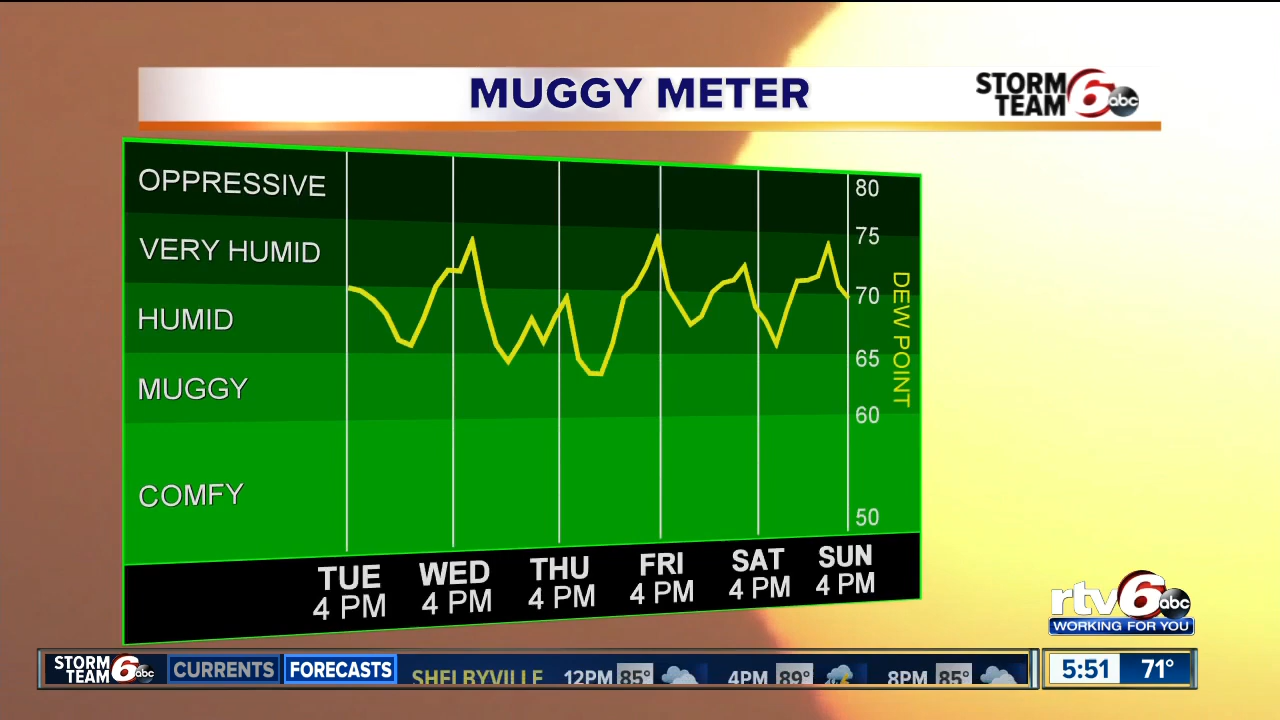 MUGGY METER
STORM TEAM 6 abc
OPPRESSIVE
VERY HUMID
HUMID
MUGGY
COMFY
80
75
70
65
60
50
DEW POINT
TUE WED THU FRI SAT SUN
4 PM 4 PM 4 PM 4 PM 4 PM 4 PM
rtv6 abc
WORKING FOR YOU
STORM TEAM 6 abc CURRENTS FORECASTS SHELBYVILLE 12PM 85° 4PM 89° 8PM 85° 5:51 71°